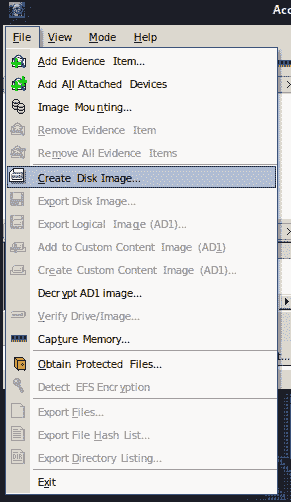 Acc
File View Mode Help
Add Evidence Item...
Add All Attached Devices
Image Mounting...
Remove Evidence Item
Remove All Evidence Items
Create Disk Image...
Export Disk Image...
Export Logical Image (AD1)...
Add to Custom Content Image (AD1)
Create Custom Content Image (AD1)...
Decrypt AD1 image...
Verify Drive/Image...
Capture Memory...
Obtain Protected Files...
Detect EFS Encryption
Export Files...
Export File Hash List...
Export Directory Listing...
Exit